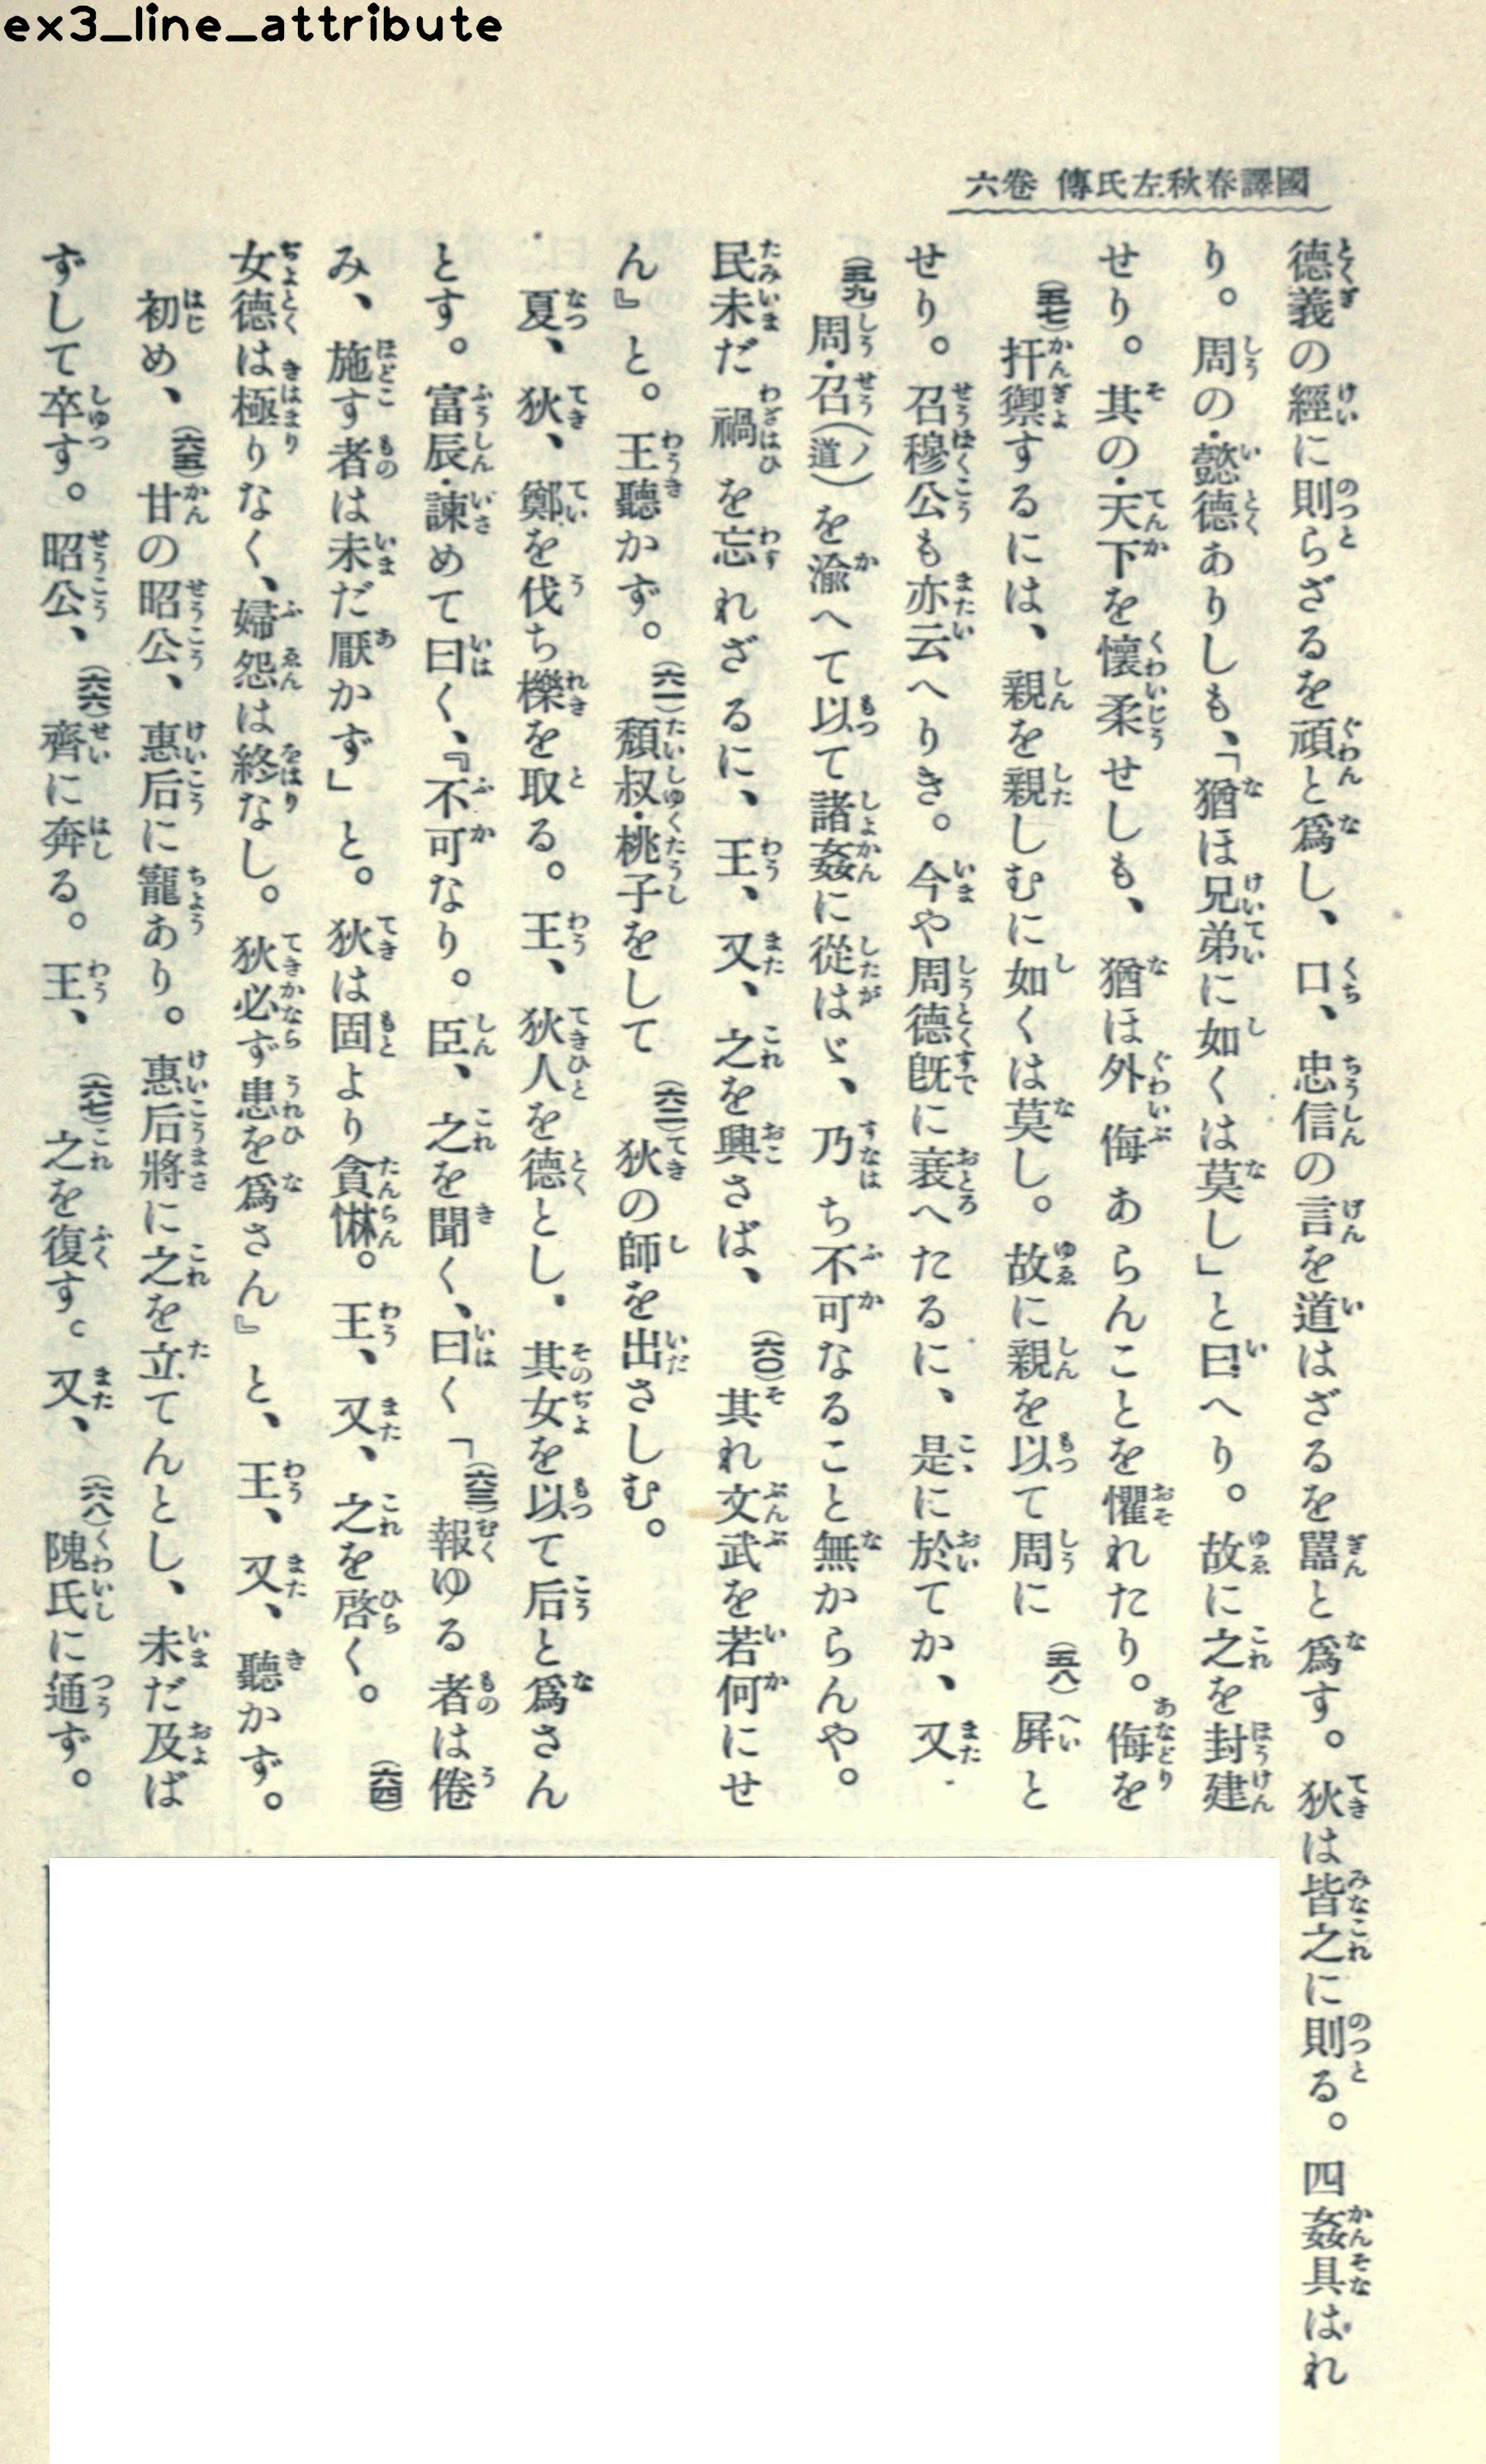 ex3_line_attribute
國譯春秋左氏傳 卷六
德義の經に則らざるを頑と爲し、口、忠信の言を道はざるを嚚と爲す。狄は皆之に則る。四姦具はれ
り。周の・懿德ありしも、「猶ほ兄弟に如くは莫し」と曰へり。故に之を封建
せり。其の・天下を懷柔せしも、猶ほ外侮あらんことを懼れたり。侮を
(五七)扞禦するには、親を親しむに如くは莫し。故に親を以て周に(五八)屛と
せり。召穆公も亦云へりき。今や周德旣に衰へたるに、是に於てか、又
(五九)周・召(ノ)(道)を渝へて以て諸姦に從はゞ、乃ち不可なること無からんや。
民未だ禍を忘れざるに、王、又、之を興さば、(六〇)其れ文武を若何にせ
ん』と。王聽かず。(六一)頽叔・桃子をして(六二)狄の師を出さしむ。
夏、狄、鄭を伐ち櫟を取る。王、狄人を德とし、其女を以て后と爲さん
とす。富辰・諫めて曰く、『不可なり。臣、之を聞く、曰く「(六三)報ゆる者は倦
み、施す者は未だ厭かず」と。狄は固より貪惏。王、又、之を啓く。(六四)
女德は極りなく、婦怨は終なし。狄必ず患を爲さん』と、王、又、聽かず。
初め、(六五)甘の昭公、惠后に寵あり。惠后將に之を立てんとし、未だ及ば
ずして卒す。昭公、(六六)齊に奔る。王、(六七)之を復す。又、(六八)隗氏に通ず。